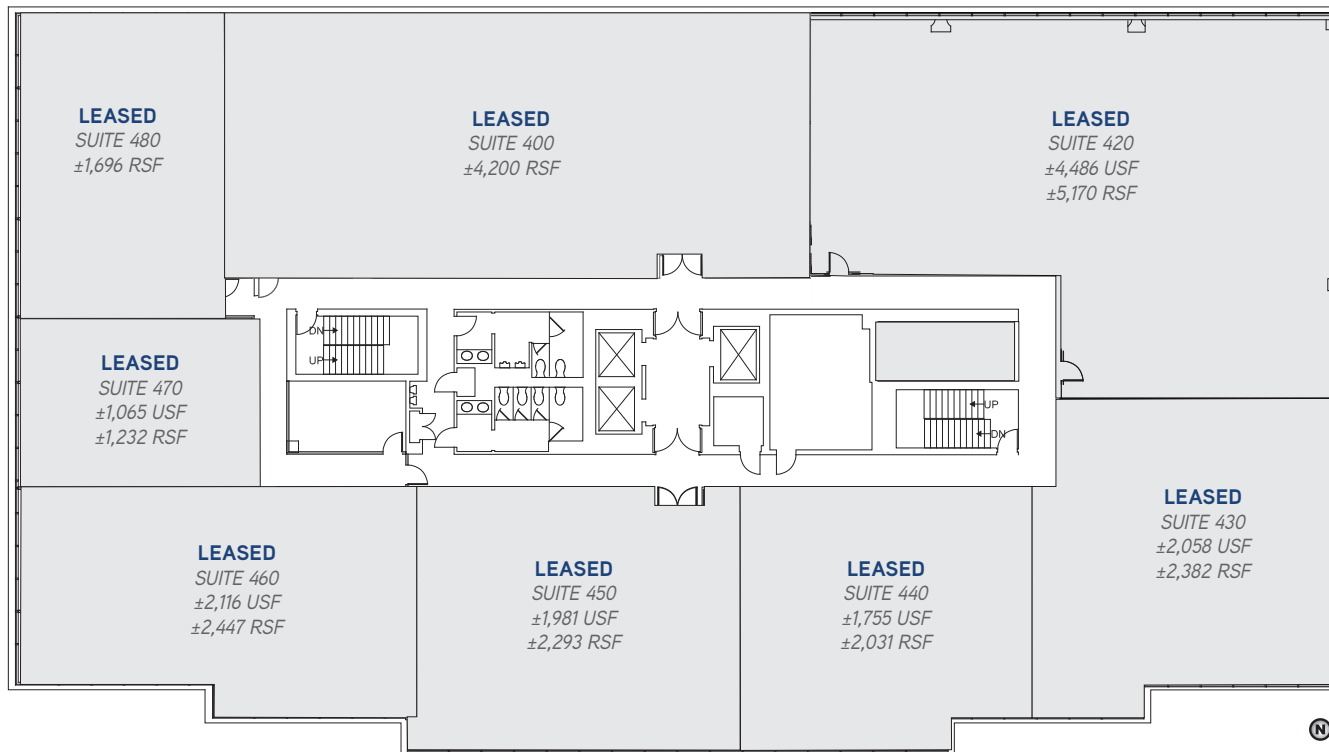 LEASED
SUITE 480
±1,696 RSF
LEASED
SUITE 400
±4,200 RSF
LEASED
SUITE 420
±4,486 USF
±5,170 RSF
DN
UP
UP
DN
LEASED
SUITE 470
±1,065 USF
±1,232 RSF
LEASED
SUITE 430
±2,058 USF
±2,382 RSF
LEASED
SUITE 460
±2,116 USF
±2,447 RSF
LEASED
SUITE 450
±1,981 USF
±2,293 RSF
LEASED
SUITE 440
±1,755 USF
±2,031 RSF
N